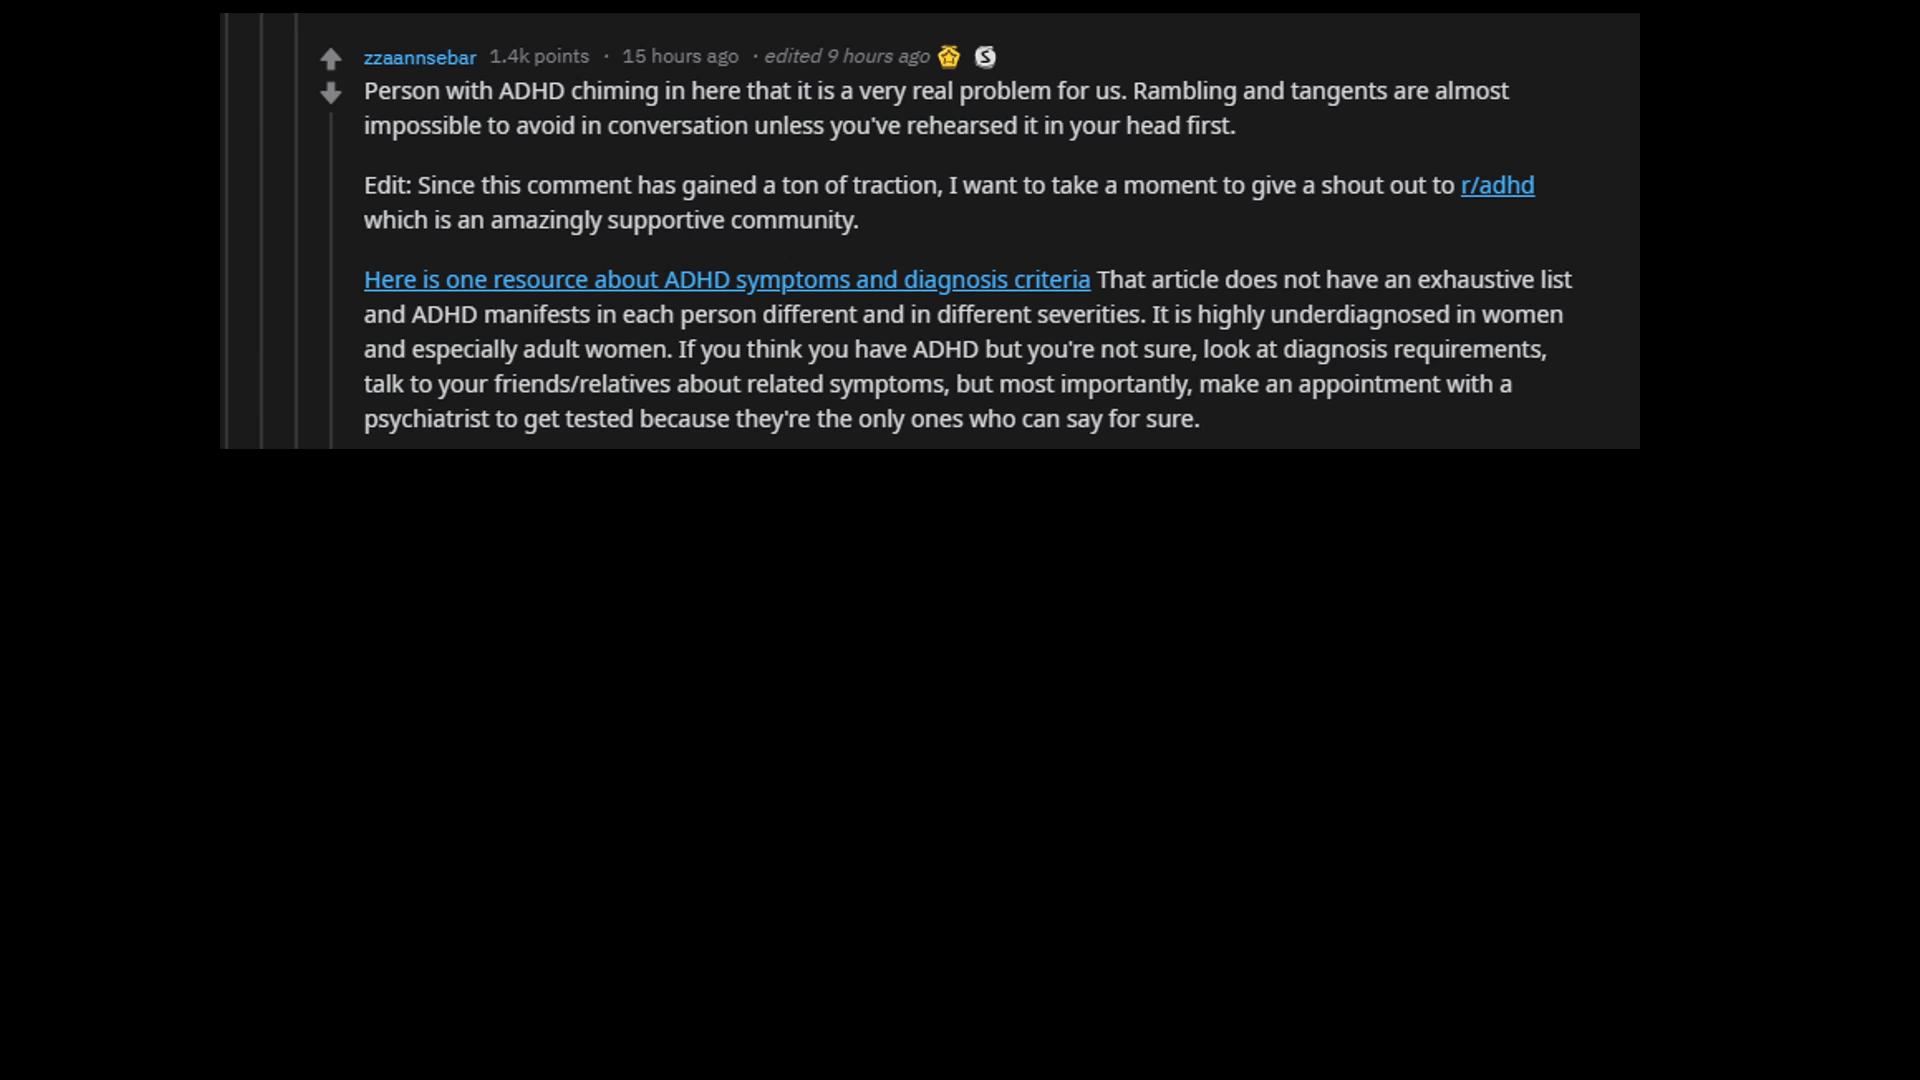 zzaannsebar 1.4k points · 15 hours ago · edited 9 hours ago S
Person with ADHD chiming in here that it is a very real problem for us. Rambling and tangents are almost
impossible to avoid in conversation unless you've rehearsed it in your head first.
Edit: Since this comment has gained a ton of traction, I want to take a moment to give a shout out to r/adhd
which is an amazingly supportive community.
Here is one resource about ADHD symptoms and diagnosis criteria That article does not have an exhaustive list
and ADHD manifests in each person different and in different severities. It is highly underdiagnosed in women
and especially adult women. If you think you have ADHD but you're not sure, look at diagnosis requirements,
talk to your friends/relatives about related symptoms, but most importantly, make an appointment with a
psychiatrist to get tested because they're the only ones who can say for sure.